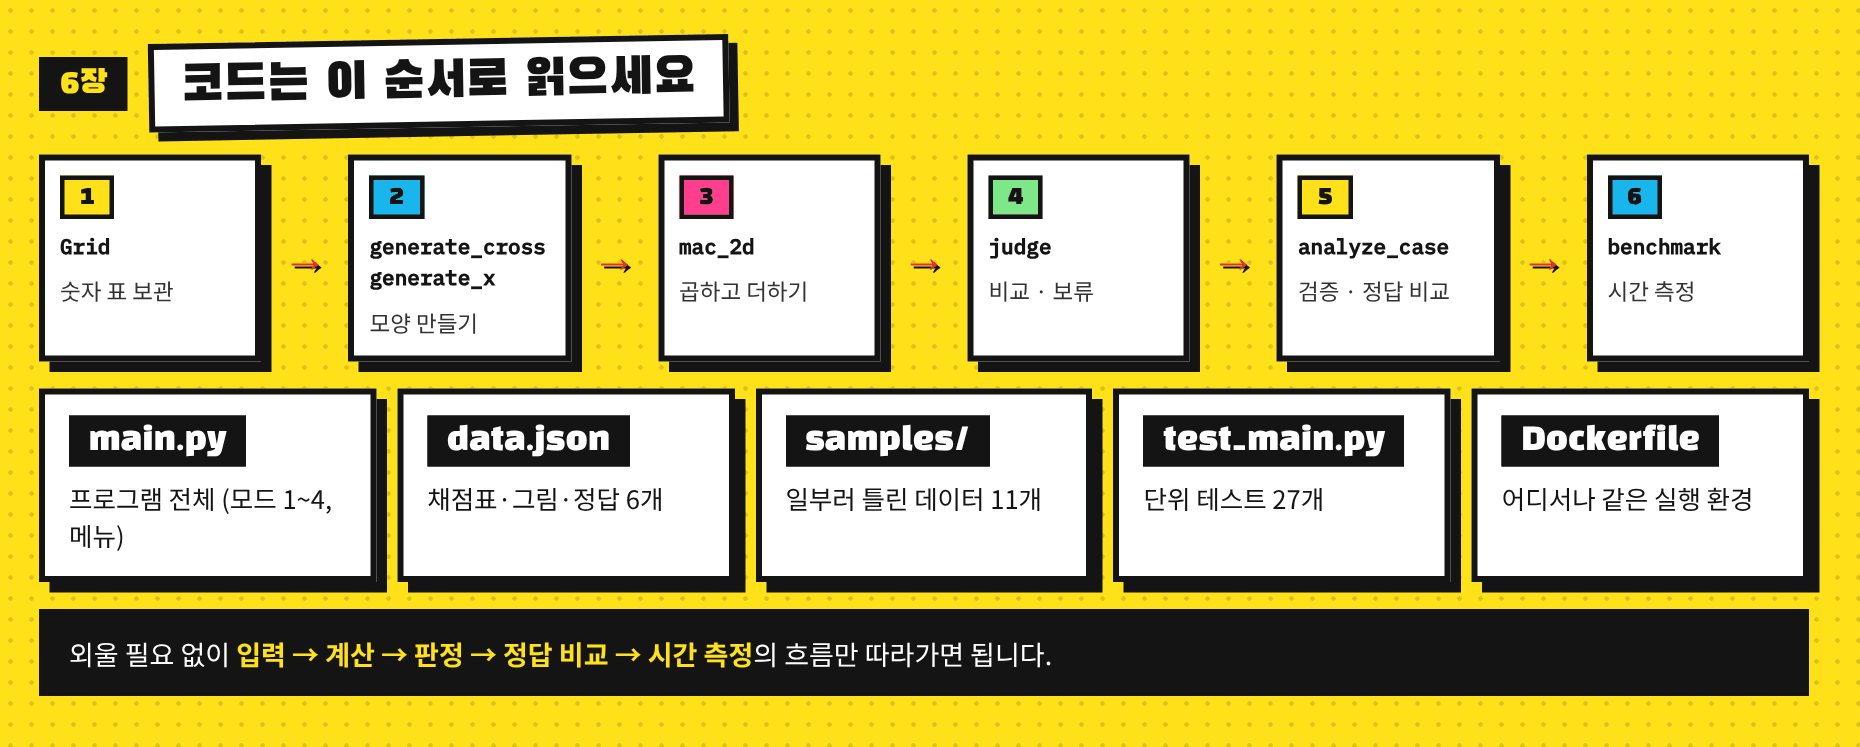 6장
코드는 이 순서로 읽으세요
1
Grid
숫자 표 보관
→
2
generate_cross
generate_x
모양 만들기
→
3
mac_2d
곱하고 더하기
→
4
judge
비교 · 보류
→
5
analyze_case
검증 · 정답 비교
→
6
benchmark
시간 측정
main.py
프로그램 전체 (모드 1~4,
메뉴)
data.json
채점표·그림·정답 6개
samples/
일부러 틀린 데이터 11개
test_main.py
단위 테스트 27개
Dockerfile
어디서나 같은 실행 환경
외울 필요 없이 입력 → 계산 → 판정 → 정답 비교 → 시간 측정의 흐름만 따라가면 됩니다.